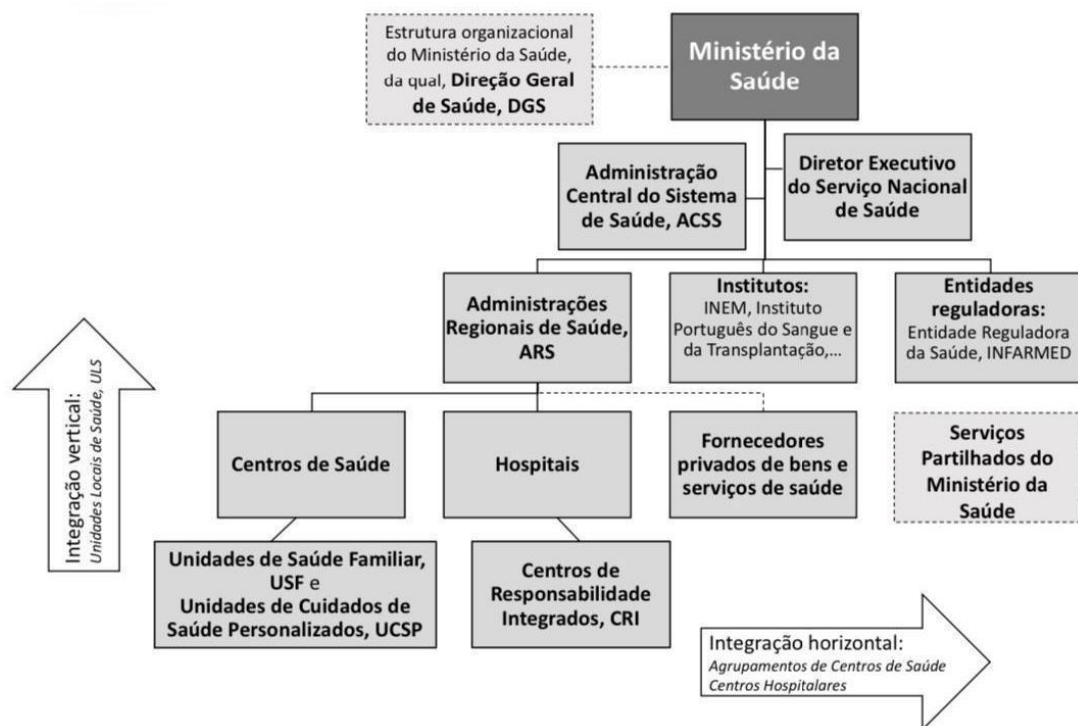 Estrutura organizacional
do Ministério da Saúde,
da qual, Direção Geral
de Saúde, DGS
Ministério da
Saúde
Administração
Central do Sistema
de Saúde, ACSS
Diretor Executivo
do Serviço Nacional
de Saúde
Administrações
Regionais de Saúde,
ARS
Institutos:
INEM, Instituto
Português do Sangue e
da Transplantação,...
Entidades
reguladoras:
Entidade Reguladora
da Saúde, INFARMED
Integração vertical:
Unidades Locais de Saúde, ULS
Centros de Saúde
Hospitais
Fornecedores
privados de bens e
serviços de saúde
Serviços
Partilhados do
Ministério da
Saúde
Unidades de Saúde Familiar,
USF e
Unidades de Cuidados de
Saúde Personalizados, UCSP
Centros de
Responsabilidade
Integrados, CRI
Integração horizontal:
Agrupamentos de Centros de Saúde
Centros Hospitalares